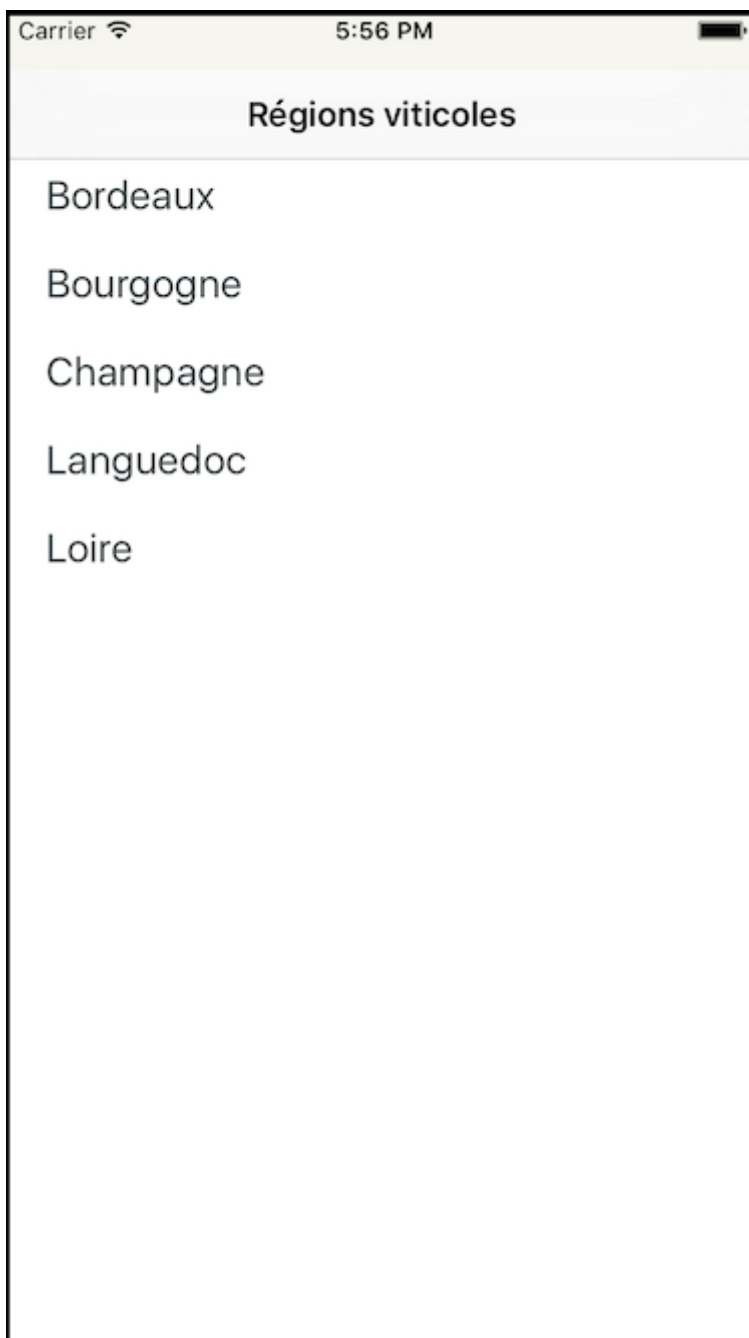 Carrier 5:56 PM
Régions viticoles
Bordeaux
Bourgogne
Champagne
Languedoc
Loire